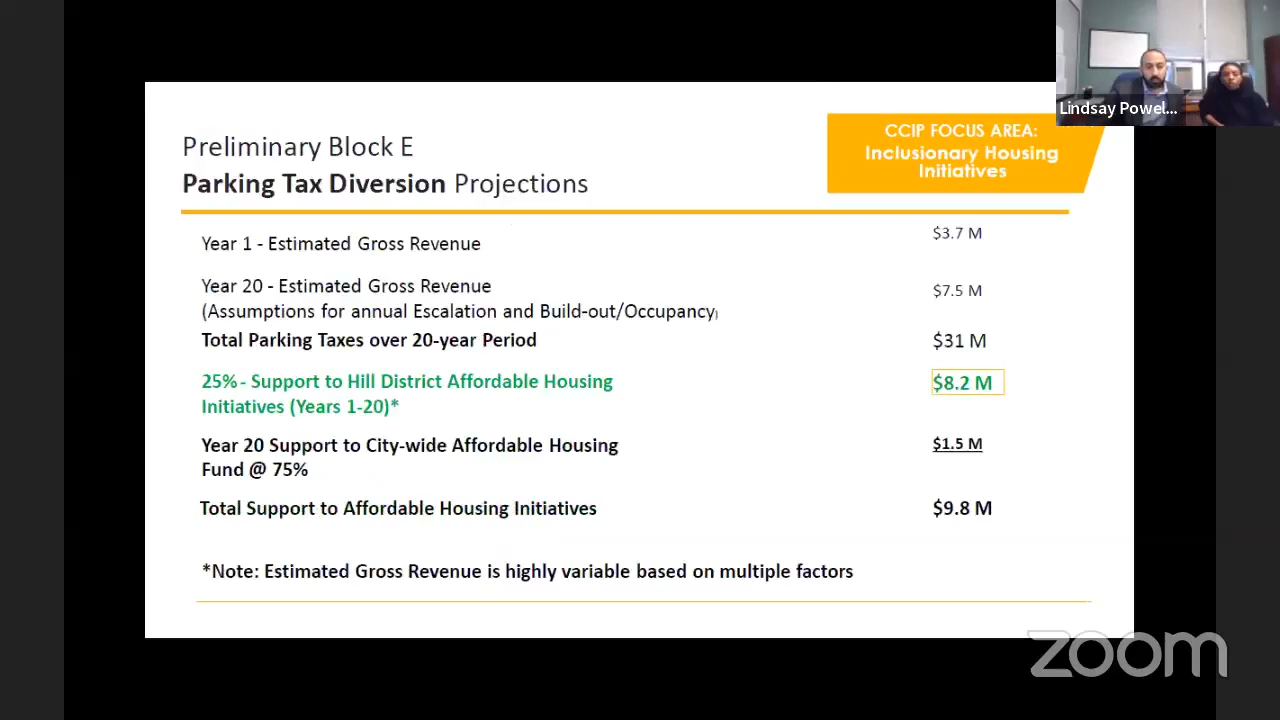 Lindsay Powel...
CCIP FOCUS AREA:
Inclusionary Housing
Initiatives
Preliminary Block E
Parking Tax Diversion Projections
Year 1 - Estimated Gross Revenue $3.7 M
Year 20 - Estimated Gross Revenue
(Assumptions for annual Escalation and Build-out/Occupancy) $7.5 M
Total Parking Taxes over 20-year Period $31 M
25% - Support to Hill District Affordable Housing $8.2 M
Initiatives (Years 1-20)*
Year 20 Support to City-wide Affordable Housing $1.5 M
Fund @ 75%
Total Support to Affordable Housing Initiatives $9.8 M
*Note: Estimated Gross Revenue is highly variable based on multiple factors
zoom